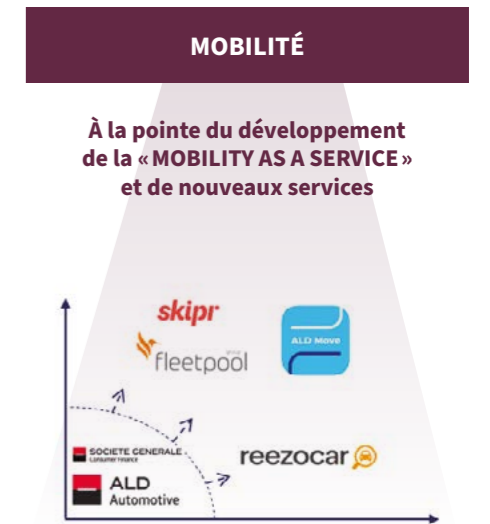 MOBILITÉ
À la pointe du développement
de la « MOBILITY AS A SERVICE »
et de nouveaux services
skipr
fleetpool
ALD Move
SOCIETE GENERALE
Consumer Finance
reezocar
ALD
Automotive